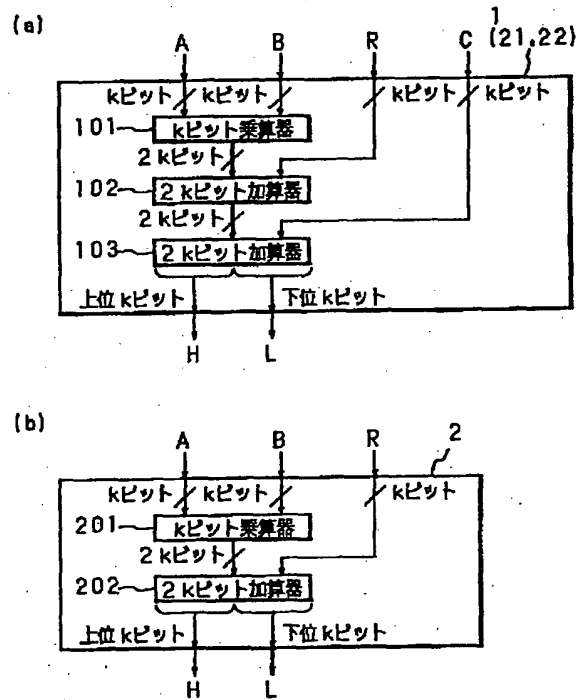 (a)
1
A B R C (21,22)
kビット kビット kビット kビット
101 kビット乗算器
2kビット
102 2kビット加算器
2kビット
103 2kビット加算器
上位kビット 下位kビット
H L
(b)
A B R 2
kビット kビット kビット
201 kビット乗算器
2kビット
202 2kビット加算器
上位kビット 下位kビット
H L